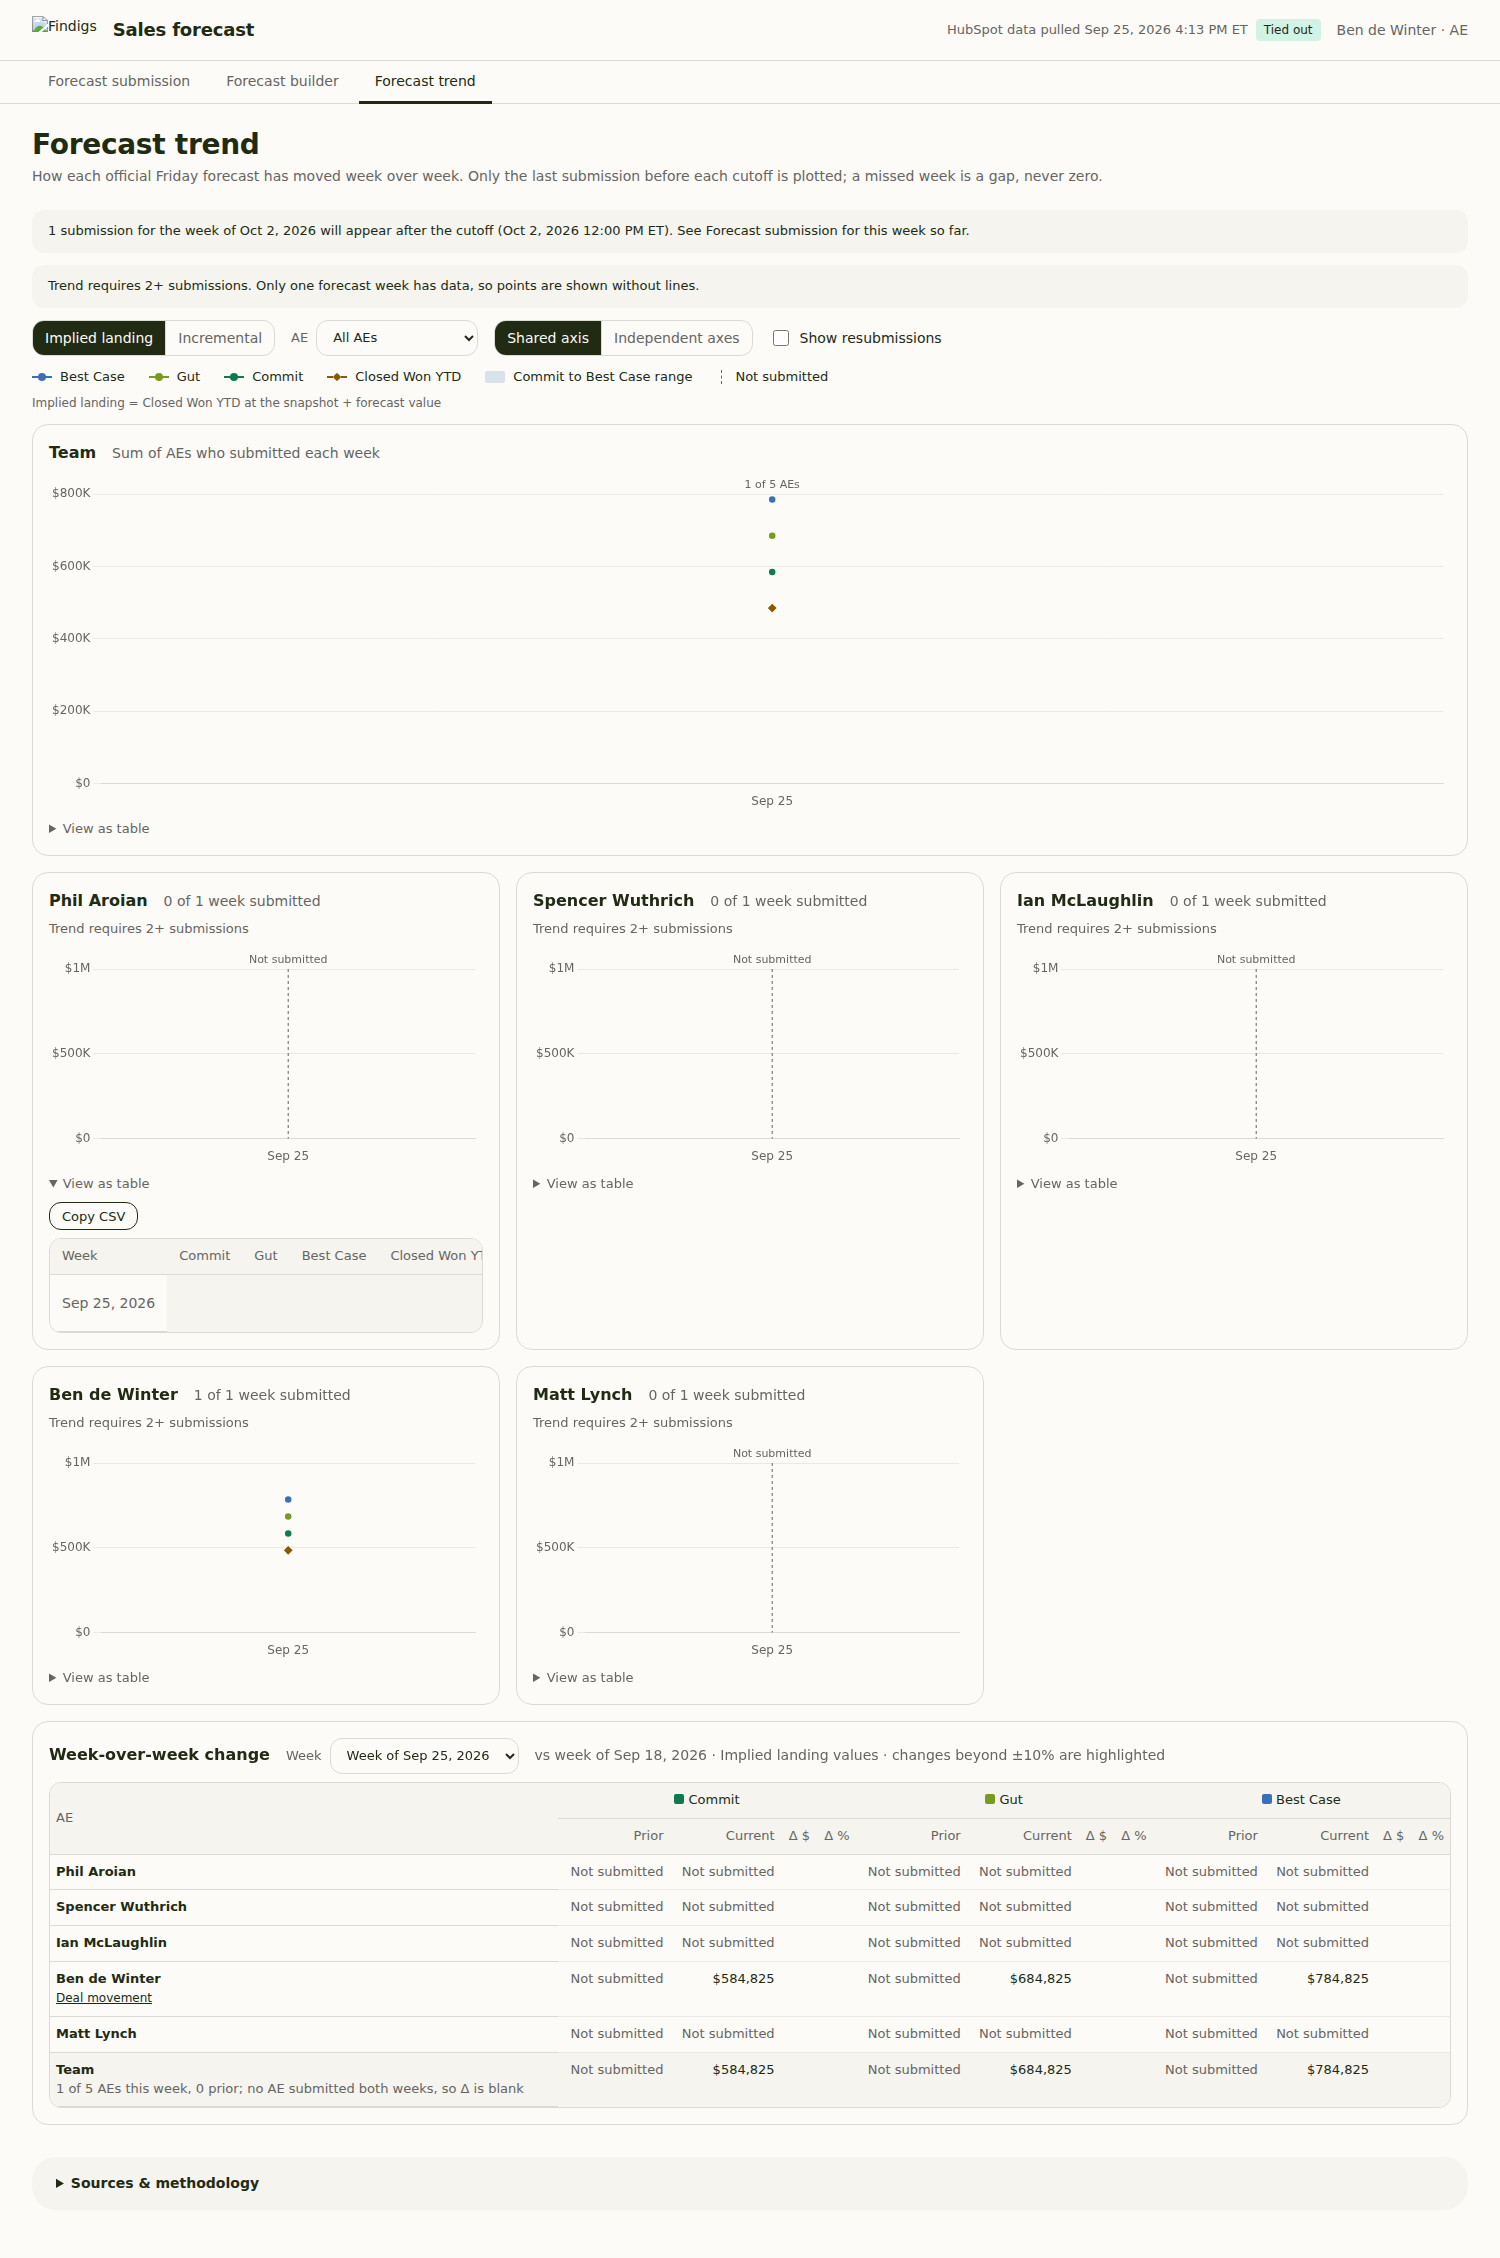 Findigs
Sales forecast
HubSpot data pulled Sep 25, 2026 4:13 PM ET
Tied out
Ben de Winter · AE
Forecast submission
Forecast builder
Forecast trend
Forecast trend
How each official Friday forecast has moved week over week. Only the last submission before each cutoff is plotted; a missed week is a gap, never zero.
1 submission for the week of Oct 2, 2026 will appear after the cutoff (Oct 2, 2026 12:00 PM ET). See Forecast submission for this week so far.
Trend requires 2+ submissions. Only one forecast week has data, so points are shown without lines.
Implied landing
Incremental
AE
All AEs
Shared axis
Independent axes
Show resubmissions
Best Case
Gut
Commit
Closed Won YTD
Commit to Best Case range
Not submitted
Implied landing = Closed Won YTD at the snapshot + forecast value
Team
Sum of AEs who submitted each week
1 of 5 AEs
$800K
$600K
$400K
$200K
$0
Sep 25
▶ View as table
Phil Aroian
0 of 1 week submitted
Trend requires 2+ submissions
Not submitted
$1M
$500K
$0
Sep 25
▼ View as table
Copy CSV
Week
Commit
Gut
Best Case
Closed Won YT
Sep 25, 2026
Spencer Wuthrich
0 of 1 week submitted
Trend requires 2+ submissions
Not submitted
$1M
$500K
$0
Sep 25
▶ View as table
Ian McLaughlin
0 of 1 week submitted
Trend requires 2+ submissions
Not submitted
$1M
$500K
$0
Sep 25
▶ View as table
Ben de Winter
1 of 1 week submitted
Trend requires 2+ submissions
$1M
$500K
$0
Sep 25
▶ View as table
Matt Lynch
0 of 1 week submitted
Trend requires 2+ submissions
Not submitted
$1M
$500K
$0
Sep 25
▶ View as table
Week-over-week change
Week
Week of Sep 25, 2026
vs week of Sep 18, 2026 · Implied landing values · changes beyond ±10% are highlighted
AE
Commit
Gut
Best Case
Prior Current Δ $ Δ % Prior Current Δ $ Δ % Prior Current Δ $ Δ %
Phil Aroian Not submitted Not submitted Not submitted Not submitted Not submitted Not submitted
Spencer Wuthrich Not submitted Not submitted Not submitted Not submitted Not submitted Not submitted
Ian McLaughlin Not submitted Not submitted Not submitted Not submitted Not submitted Not submitted
Ben de Winter Not submitted $584,825 Not submitted $684,825 Not submitted $784,825
Deal movement
Matt Lynch Not submitted Not submitted Not submitted Not submitted Not submitted Not submitted
Team Not submitted $584,825 Not submitted $684,825 Not submitted $784,825
1 of 5 AEs this week, 0 prior; no AE submitted both weeks, so Δ is blank
▶ Sources & methodology